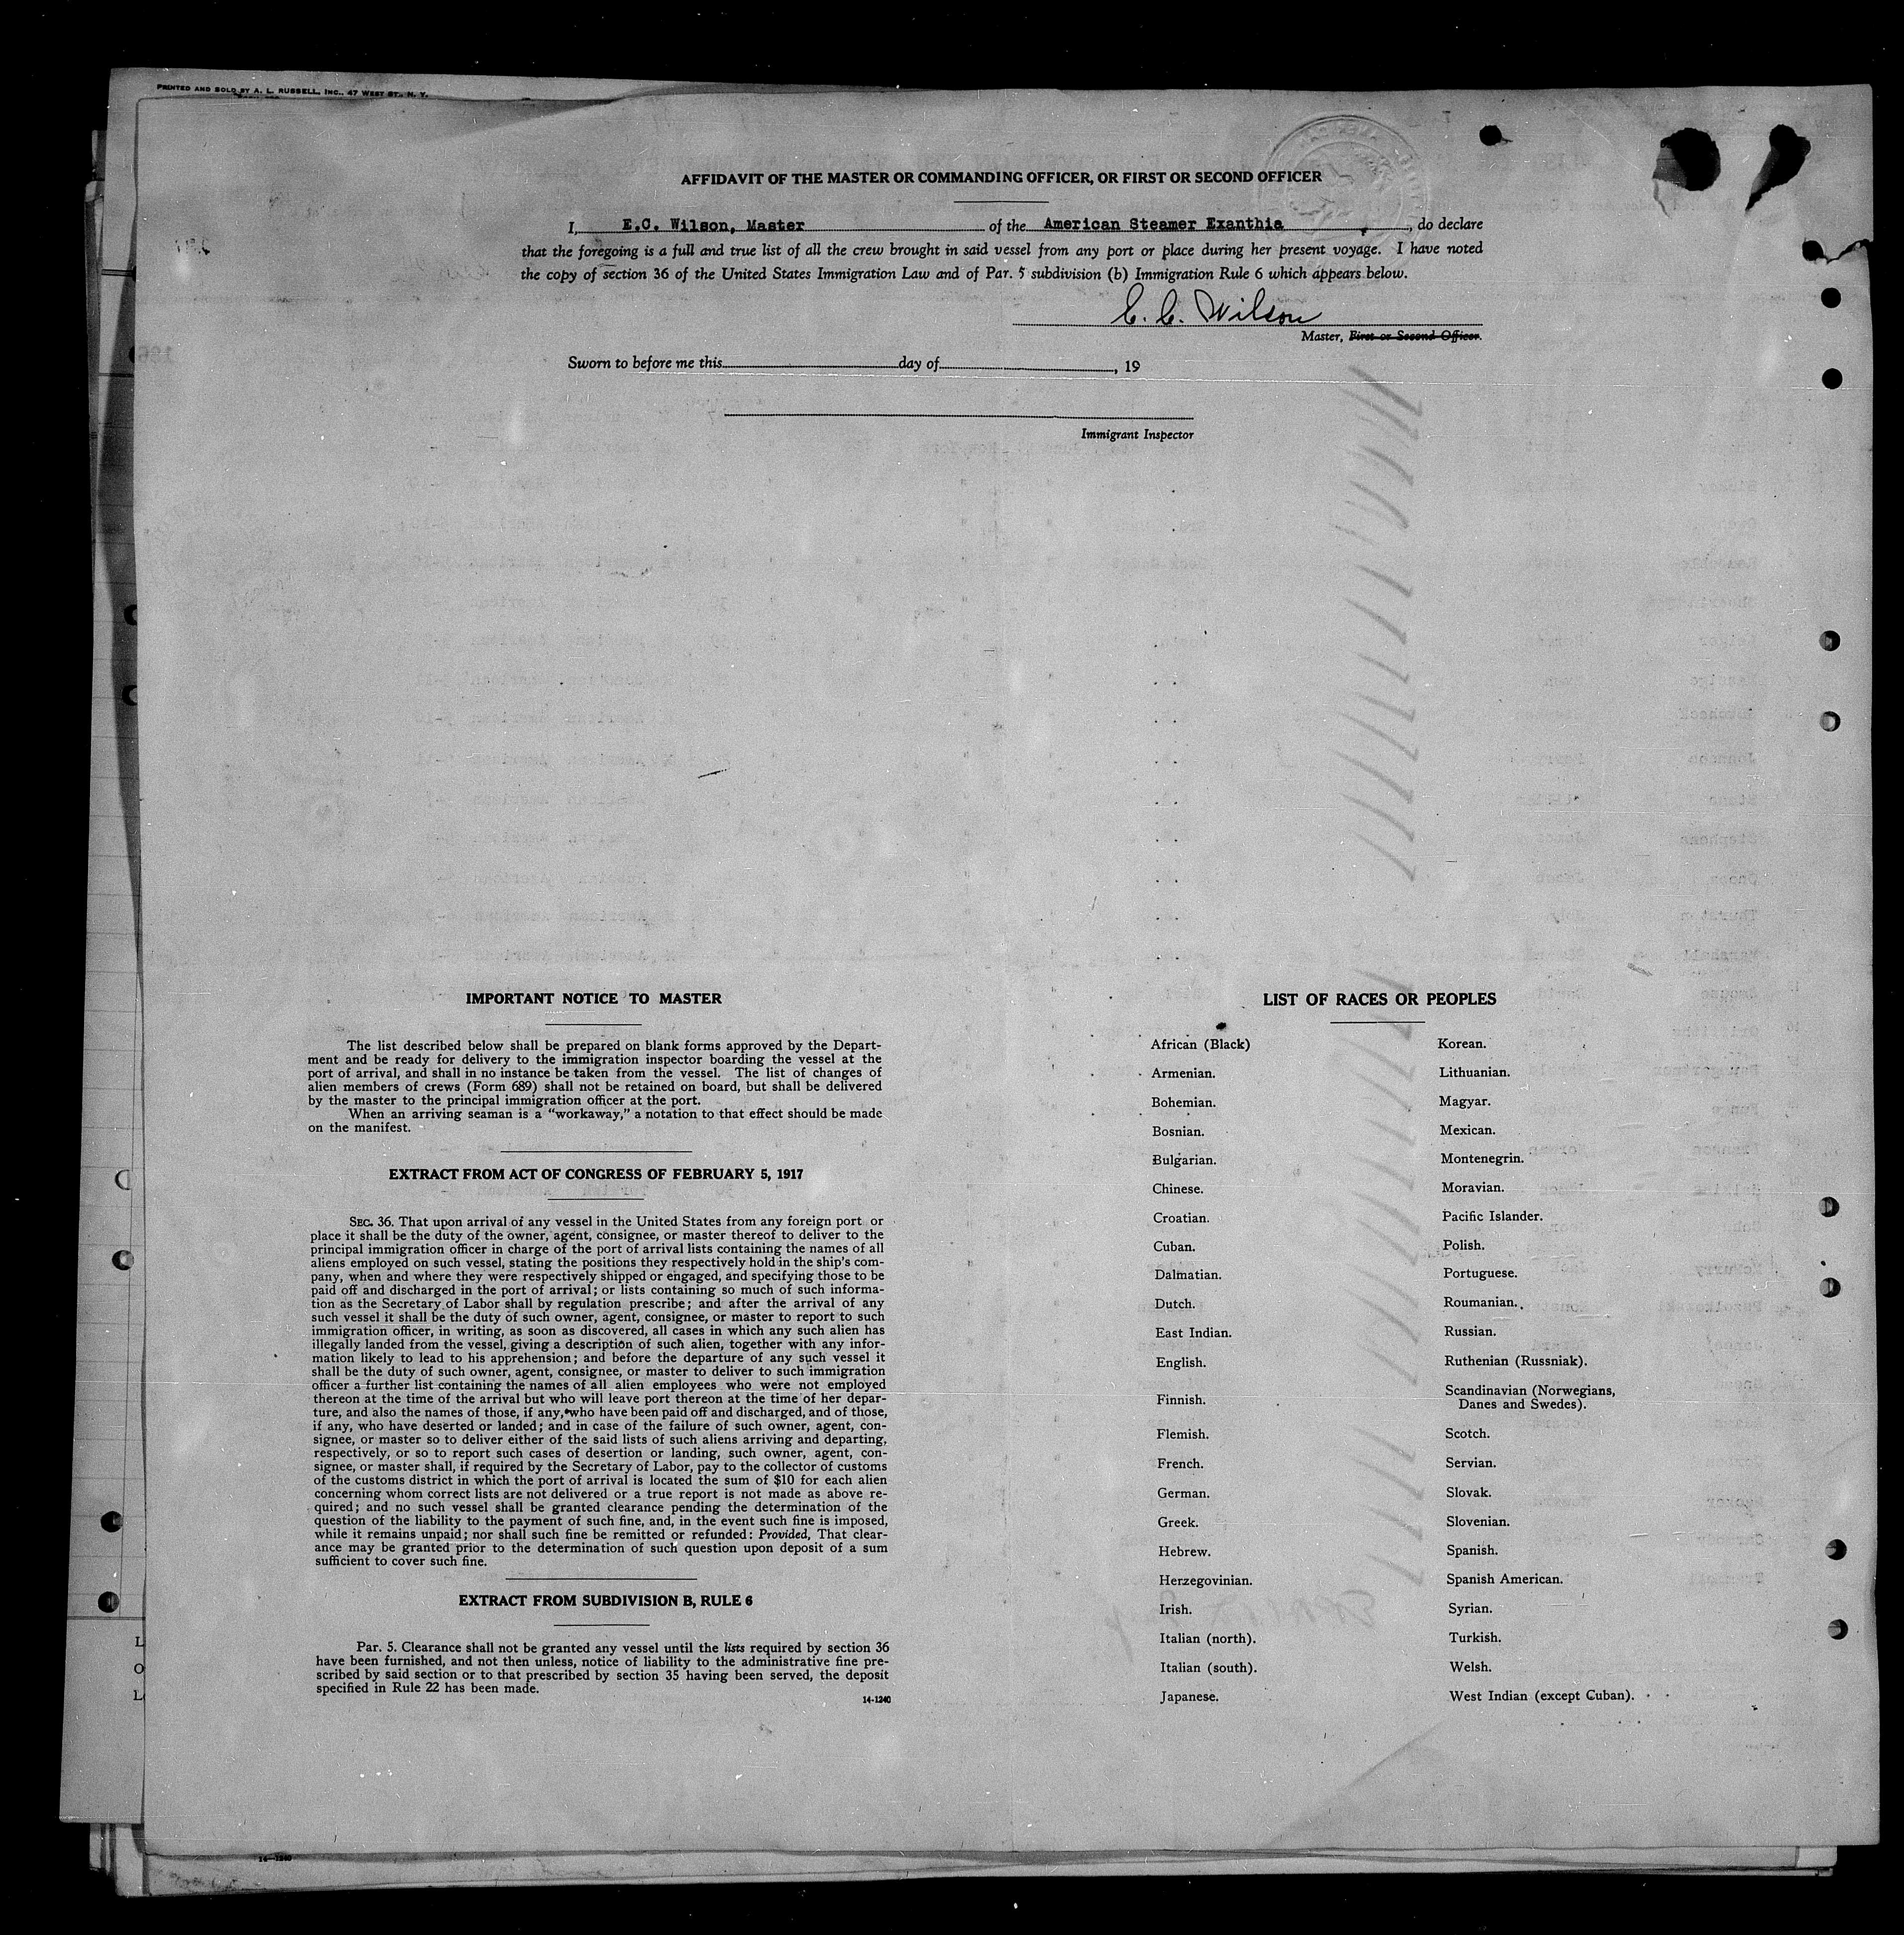 PRINTED AND SOLD BY A. L. RUSSELL, INC., 47 WEST ST., N. Y.
AFFIDAVIT OF THE MASTER OR COMMANDING OFFICER, OR FIRST OR SECOND OFFICER
I, E.C. Wilson, Master of the American Steamer Exanthia, do declare
that the foregoing is a full and true list of all the crew brought in said vessel from any port or place during her present voyage. I have noted
the copy of section 36 of the United States Immigration Law and of Par. 5 subdivision (b) Immigration Rule 6 which appears below.
E. C. Wilson
Master, First or Second Officer.
Sworn to before me this day of , 19
Immigrant Inspector
IMPORTANT NOTICE TO MASTER
The list described below shall be prepared on blank forms approved by the Depart-
ment and be ready for delivery to the immigration inspector boarding the vessel at the
port of arrival, and shall in no instance be taken from the vessel. The list of changes of
alien members of crews (Form 689) shall not be retained on board, but shall be delivered
by the master to the principal immigration officer at the port.
When an arriving seaman is a “workaway,” a notation to that effect should be made
on the manifest.
EXTRACT FROM ACT OF CONGRESS OF FEBRUARY 5, 1917
SEC. 36. That upon arrival of any vessel in the United States from any foreign port or
place it shall be the duty of the owner, agent, consignee, or master thereof to deliver to the
principal immigration officer in charge of the port of arrival lists containing the names of all
aliens employed on such vessel, stating the positions they respectively hold in the ship's com-
pany, when and where they were respectively shipped or engaged, and specifying those to be
paid off and discharged in the port of arrival; or lists containing so much of such informa-
tion as the Secretary of Labor shall by regulation prescribe; and after the arrival of any
such vessel it shall be the duty of such owner, agent, consignee, or master to report to such
immigration officer, in writing, as soon as discovered, all cases in which any such alien has
illegally landed from the vessel, giving a description of such alien, together with any infor-
mation likely to lead to his apprehension; and before the departure of any such vessel it
shall be the duty of such owner, agent, consignee, or master to deliver to such immigration
officer a further list containing the names of all alien employees who were not employed
thereon at the time of the arrival but who will leave port thereon at the time of her depar-
ture, and also the names of those, if any, who have been paid off and discharged, and of those,
if any, who have deserted or landed; and in case of the failure of such owner, agent, con-
signee, or master so to deliver either of the said lists of such aliens arriving and departing,
respectively, or so to report such cases of desertion or landing, such owner, agent, con-
signee, or master shall, if required by the Secretary of Labor, pay to the collector of customs
of the customs district in which the port of arrival is located the sum of $10 for each alien
concerning whom correct lists are not delivered or a true report is not made as above re-
quired; and no such vessel shall be granted clearance pending the determination of the
question of the liability to the payment of such fine, and, in the event such fine is imposed,
while it remains unpaid; nor shall such fine be remitted or refunded: Provided, That clear-
ance may be granted prior to the determination of such question upon deposit of a sum
sufficient to cover such fine.
EXTRACT FROM SUBDIVISION B, RULE 6
Par. 5. Clearance shall not be granted any vessel until the lists required by section 36
have been furnished, and not then unless, notice of liability to the administrative fine pre-
scribed by said section or to that prescribed by section 35 having been served, the deposit
specified in Rule 22 has been made.
14-1240
LIST OF RACES OR PEOPLES
African (Black)
Armenian.
Bohemian.
Bosnian.
Bulgarian.
Chinese.
Croatian.
Cuban.
Dalmatian.
Dutch.
East Indian.
English.
Finnish.
Flemish.
French.
German.
Greek.
Hebrew.
Herzegovinian.
Irish.
Italian (north).
Italian (south).
Japanese.
Korean.
Lithuanian.
Magyar.
Mexican.
Montenegrin.
Moravian.
Pacific Islander.
Polish.
Portuguese.
Roumanian.
Russian.
Ruthenian (Russniak).
Scandinavian (Norwegians,
Danes and Swedes).
Scotch.
Servian.
Slovak.
Slovenian.
Spanish.
Spanish American.
Syrian.
Turkish.
Welsh.
West Indian (except Cuban).
14-1240